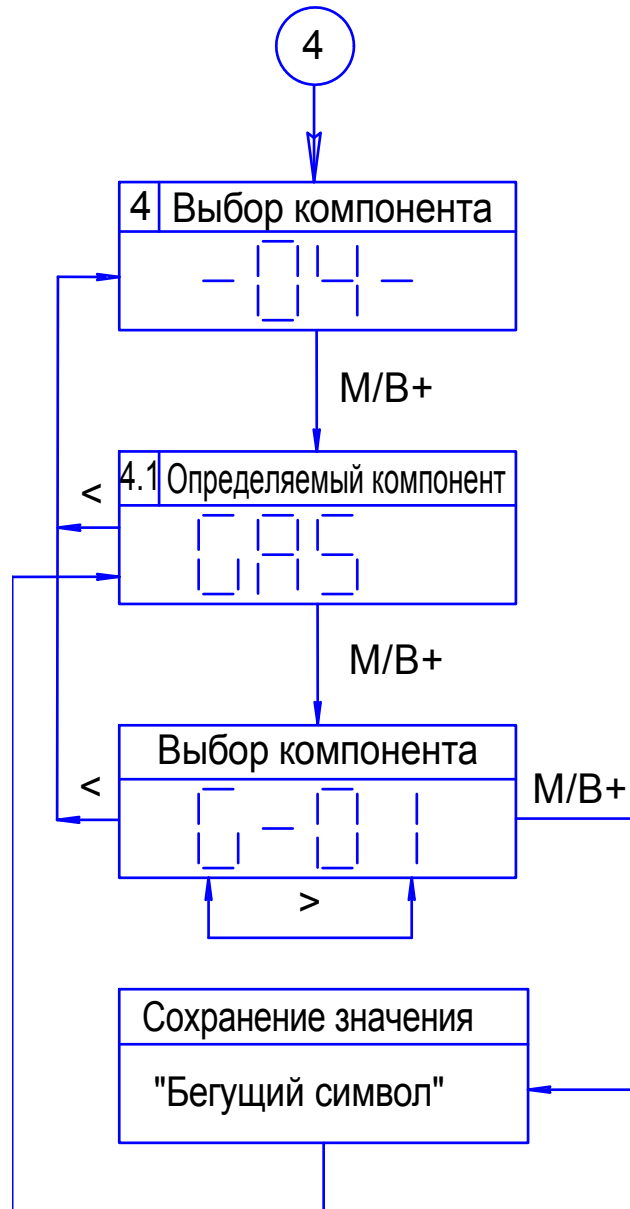 4
4 Выбор компонента
-04-
М/В+
4.1 Определяемый компонент
<
GAS
М/В+
Выбор компонента
<
М/В+
G-01
>
Сохранение значения
"Бегущий символ"